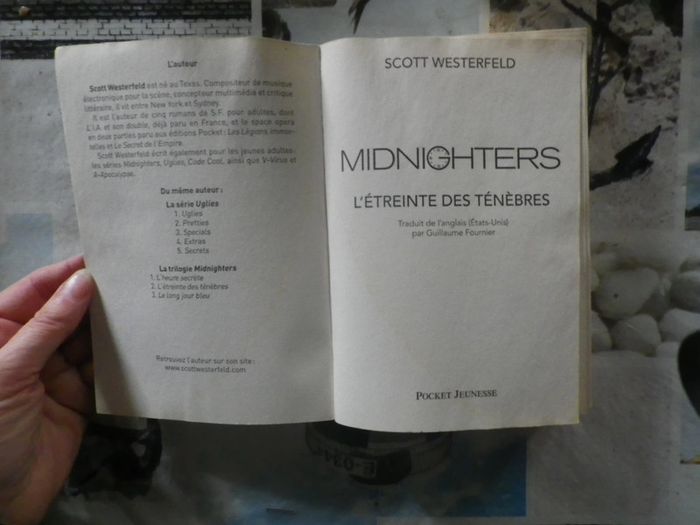 L'auteur
Scott Westerfeld est né au Texas. Compositeur de musique
électronique pour la scène, concepteur multimédia et critique
littéraire, il vit entre New York et Sydney.
Il est l'auteur de cinq romans de S-F pour adultes, dont
L'I.A. et son double, déjà paru en France, et le space opera
en deux parties paru aux éditions Pocket : Les Légions immor-
telles et Le Secret de l'Empire.
Scott Westerfeld écrit également pour les jeunes adultes
les séries Midnighters, Uglies, Code Cool, ainsi que V-Virus et
A-Apocalypse.
Du même auteur :
La série Uglies
1. Uglies
2. Pretties
3. Specials
4. Extras
5. Secrets
La trilogie Midnighters
1. L'heure secrète
2. L'étreinte des ténèbres
3. Le long jour bleu
Retrouvez l'auteur sur son site :
www.scottwesterfeld.com
SCOTT WESTERFELD
MIDNIGHTERS
L'ÉTREINTE DES TÉNÈBRES
Traduit de l'anglais (États-Unis)
par Guillaume Fournier
POCKET JEUNESSE